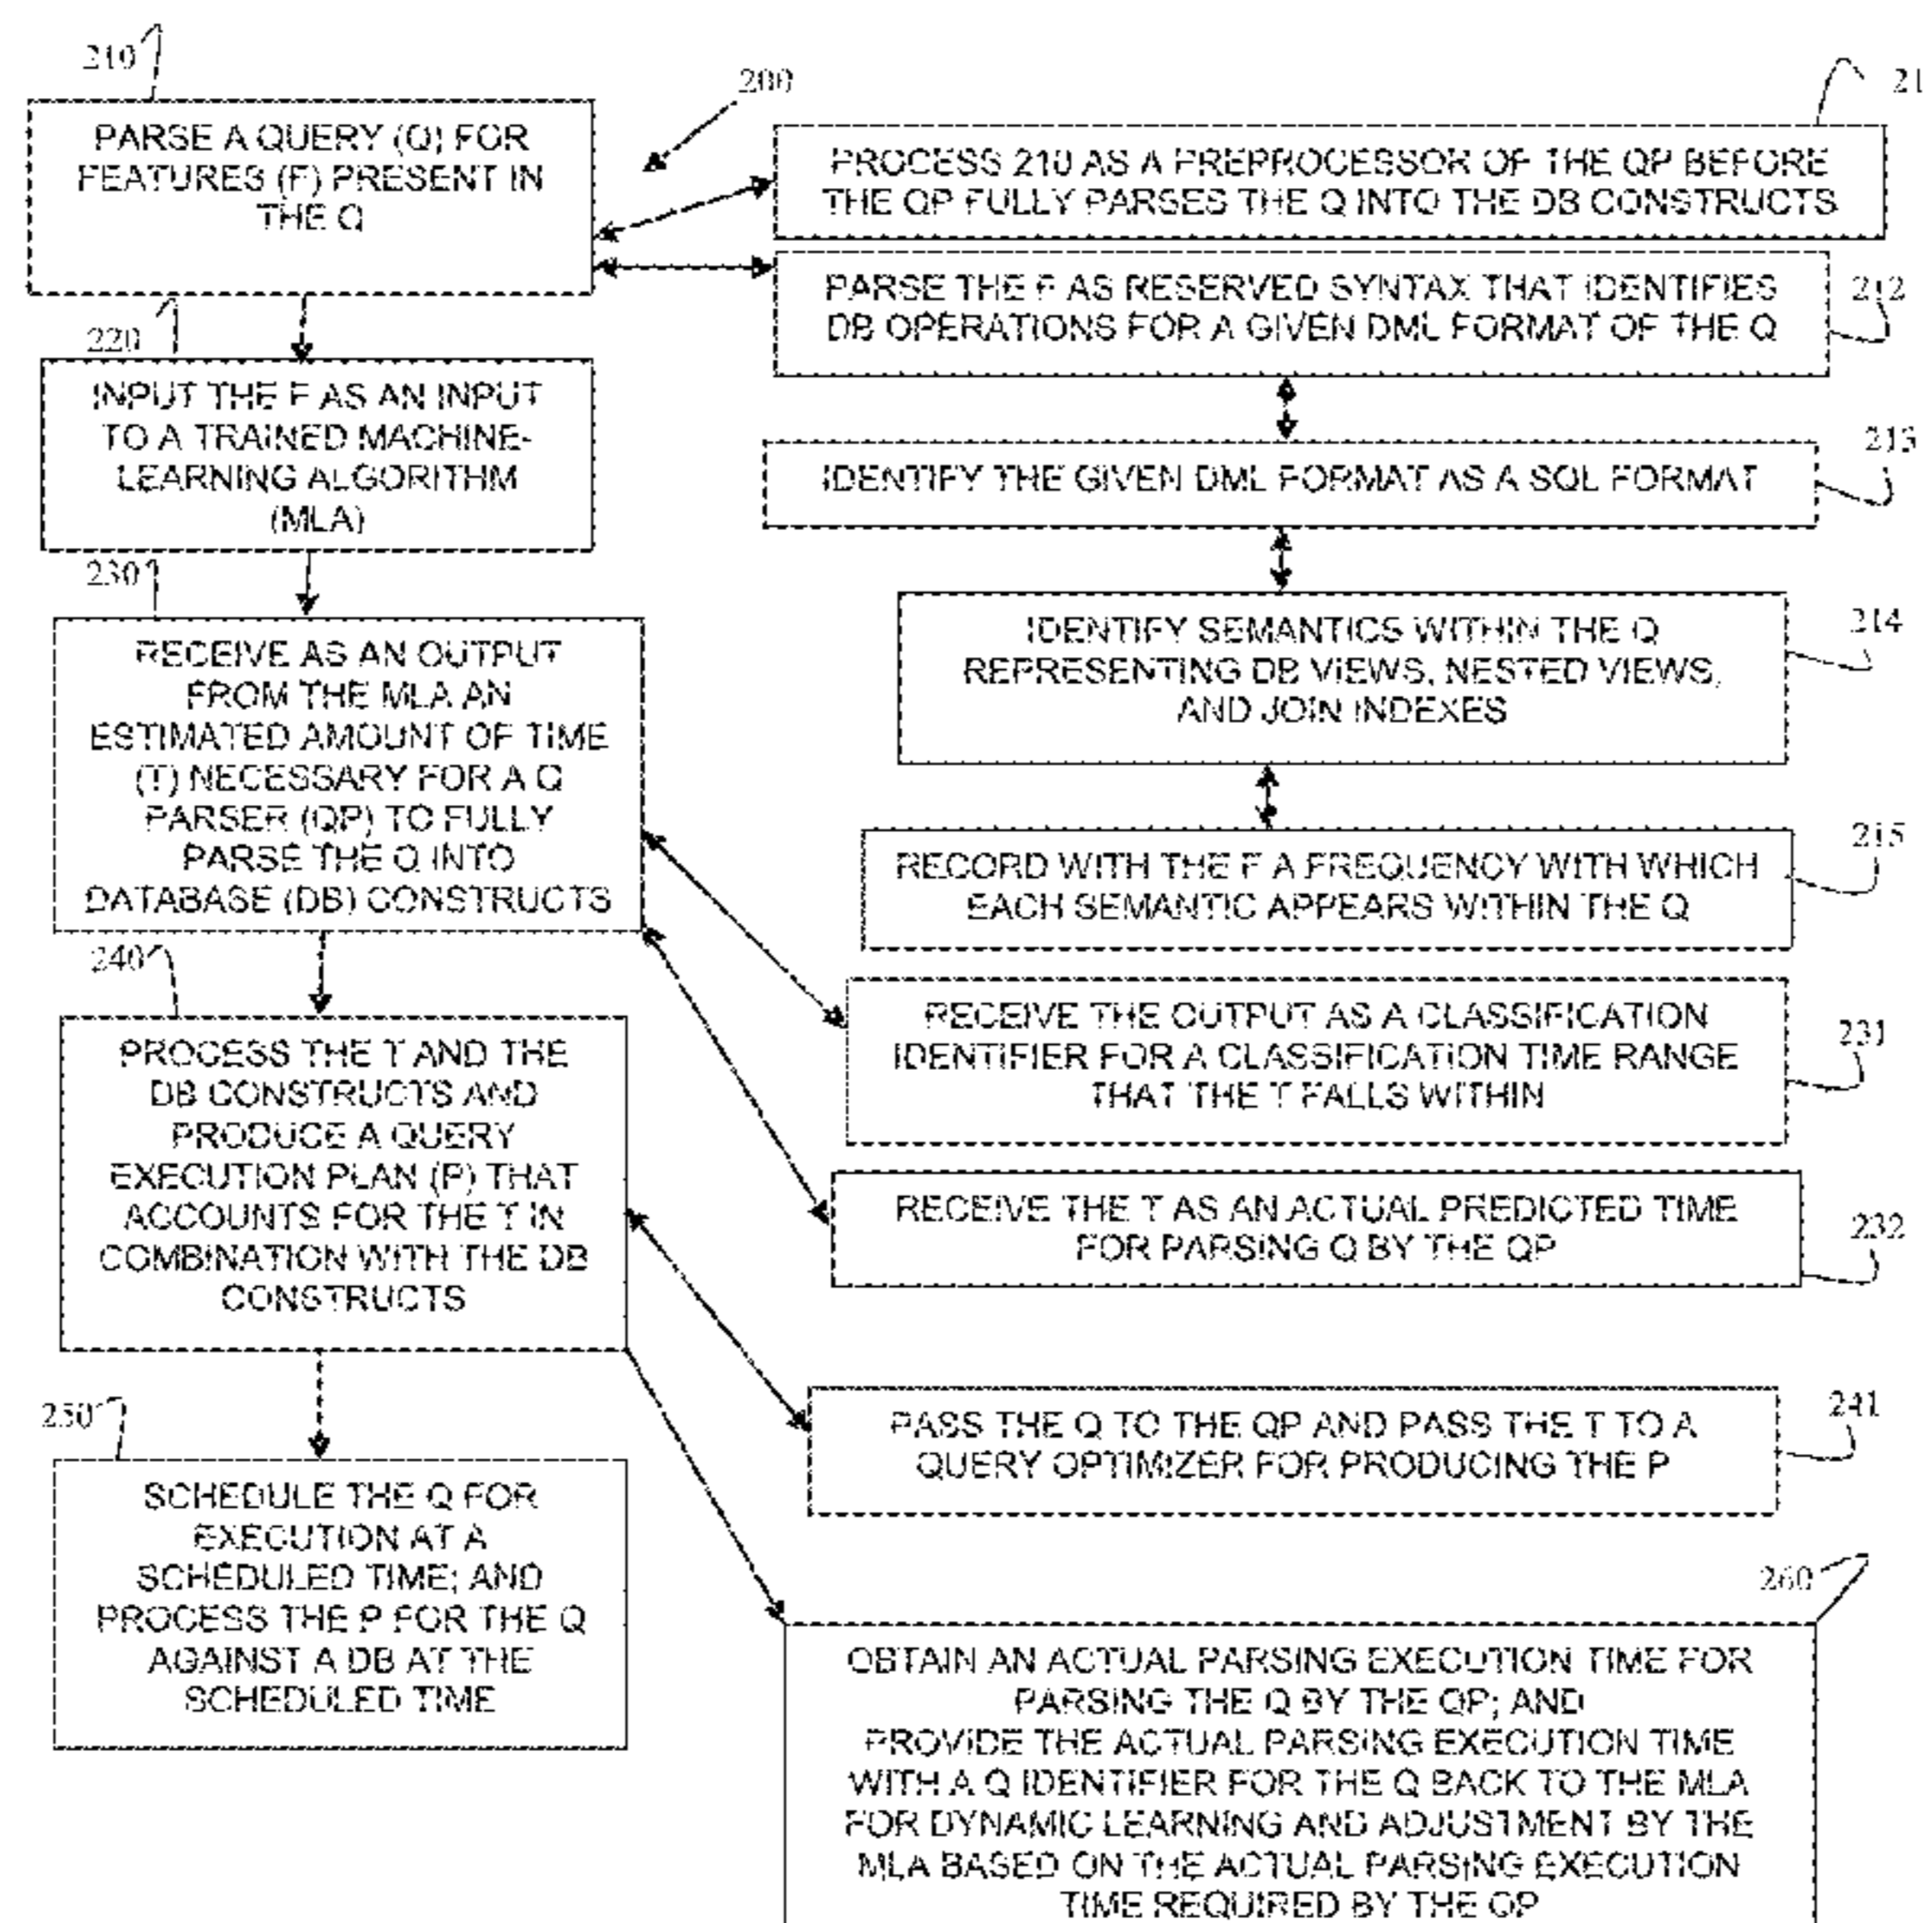 210
200
PARSE A QUERY (Q) FOR
FEATURES (F) PRESENT IN
THE Q
21
PROCESS 210 AS A PREPROCESSOR OF THE QP BEFORE
THE QP FULLY PARSES THE Q INTO THE DB CONSTRUCTS
212
PARSE THE F AS RESERVED SYNTAX THAT IDENTIFIES
DB OPERATIONS FOR A GIVEN DML FORMAT OF THE Q
220
INPUT THE F AS AN INPUT
TO A TRAINED MACHINE-
LEARNING ALGORITHM
(MLA)
213
IDENTIFY THE GIVEN DML FORMAT AS A SQL FORMAT
214
IDENTIFY SEMANTICS WITHIN THE Q
REPRESENTING DB VIEWS, NESTED VIEWS,
AND JOIN INDEXES
230
RECEIVE AS AN OUTPUT
FROM THE MLA AN
ESTIMATED AMOUNT OF TIME
(T) NECESSARY FOR A Q
PARSER (QP) TO FULLY
PARSE THE Q INTO
DATABASE (DB) CONSTRUCTS
215
RECORD WITH THE F A FREQUENCY WITH WHICH
EACH SEMANTIC APPEARS WITHIN THE Q
231
RECEIVE THE OUTPUT AS A CLASSIFICATION
IDENTIFIER FOR A CLASSIFICATION TIME RANGE
THAT THE T FALLS WITHIN
232
RECEIVE THE T AS AN ACTUAL PREDICTED TIME
FOR PARSING Q BY THE QP
240
PROCESS THE T AND THE
DB CONSTRUCTS AND
PRODUCE A QUERY
EXECUTION PLAN (P) THAT
ACCOUNTS FOR THE T IN
COMBINATION WITH THE DB
CONSTRUCTS
241
PASS THE Q TO THE QP AND PASS THE T TO A
QUERY OPTIMIZER FOR PRODUCING THE P
250
SCHEDULE THE Q FOR
EXECUTION AT A
SCHEDULED TIME; AND
PROCESS THE P FOR THE Q
AGAINST A DB AT THE
SCHEDULED TIME
260
OBTAIN AN ACTUAL PARSING EXECUTION TIME FOR
PARSING THE Q BY THE QP; AND
PROVIDE THE ACTUAL PARSING EXECUTION TIME
WITH A Q IDENTIFIER FOR THE Q BACK TO THE MLA
FOR DYNAMIC LEARNING AND ADJUSTMENT BY THE
MLA BASED ON THE ACTUAL PARSING EXECUTION
TIME REQUIRED BY THE QP